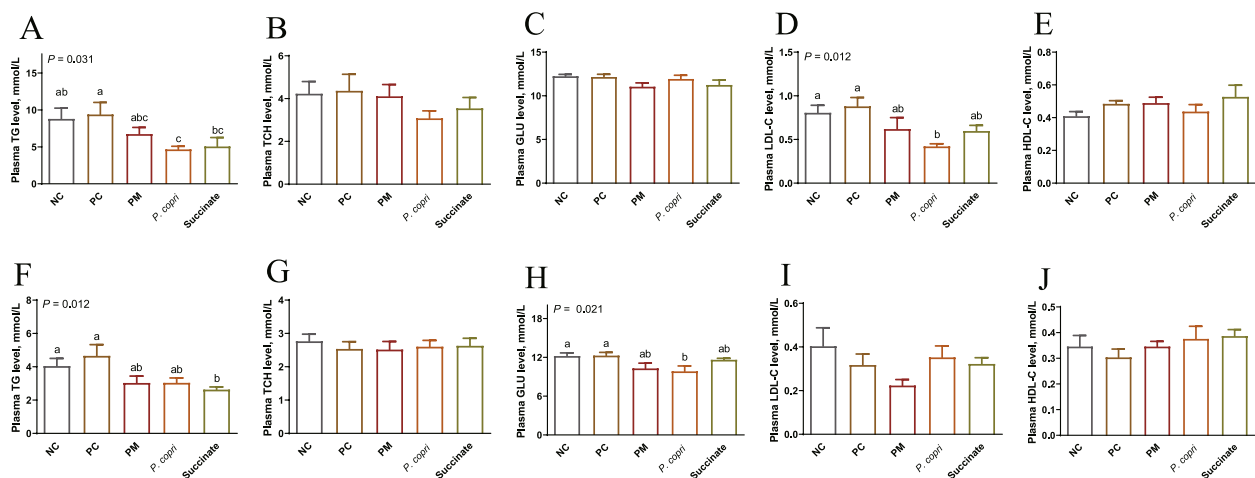 A
Plasma TG level, mmol/L
P = 0.031
15
10
5
0
ab
a
abc
c
bc
NC
PC
PM
P. copri
Succinate
B
Plasma TCH level, mmol/L
6
4
2
0
NC
PC
PM
P. copri
Succinate
C
Plasma GLU level, mmol/L
15
10
5
0
NC
PC
PM
P. copri
Succinate
D
Plasma LDL-C level, mmol/L
P = 0.012
1.5
1.0
0.5
0.0
a
a
ab
b
ab
NC
PC
PM
P. copri
Succinate
E
Plasma HDL-C level, mmol/L
0.8
0.6
0.4
0.2
0.0
NC
PC
PM
P. copri
Succinate
F
Plasma TG level, mmol/L
P = 0.012
8
6
4
2
0
a
a
ab
ab
b
NC
PC
PM
P. copri
Succinate
G
Plasma TCH level, mmol/L
4
3
2
1
0
NC
PC
PM
P. copri
Succinate
H
Plasma GLU level, mmol/L
P = 0.021
18
12
6
0
a
a
ab
b
ab
NC
PC
PM
P. copri
Succinate
I
Plasma LDL-C level, mmol/L
0.6
0.4
0.2
0.0
NC
PC
PM
P. copri
Succinate
J
Plasma HDL-C level, mmol/L
0.5
0.4
0.3
0.2
0.1
0.0
NC
PC
PM
P. copri
Succinate